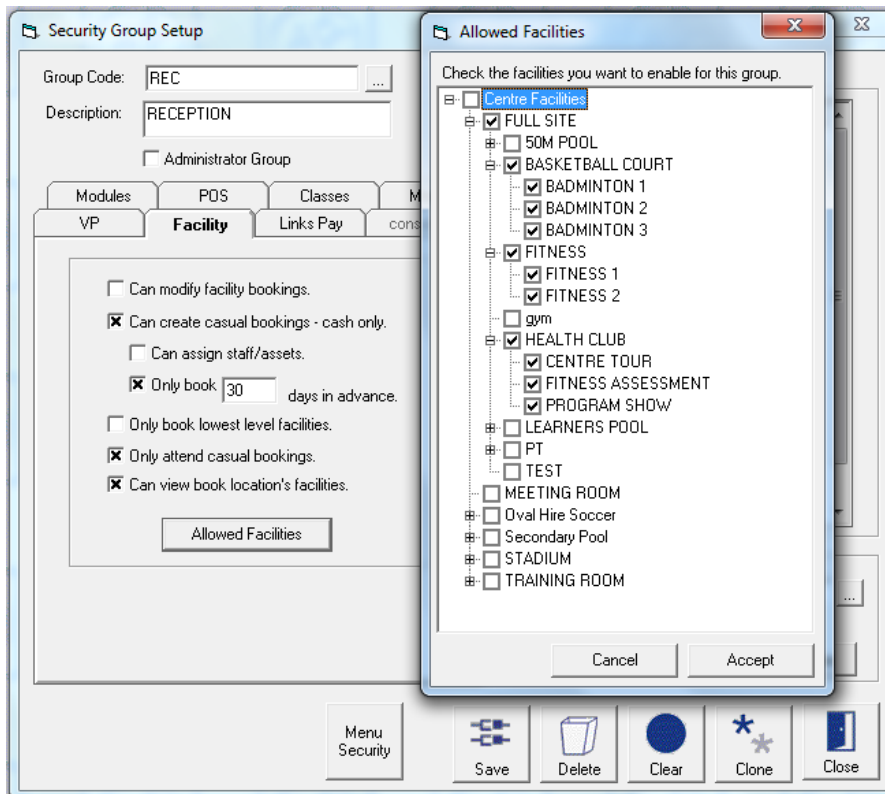 Security Group Setup
Group Code:
REC
...
Description:
RECEPTION
Administrator Group
Modules
POS
Classes
M
VP
Facility
Links Pay
cons
Can modify facility bookings.
Can create casual bookings - cash only.
Can assign staff/assets.
Only book 30 days in advance.
Only book lowest level facilities.
Only attend casual bookings.
Can view book location's facilities.
Allowed Facilities
Menu
Security
Save
Delete
Clear
Clone
Close
...
Allowed Facilities
Check the facilities you want to enable for this group.
Centre Facilities
FULL SITE
50M POOL
BASKETBALL COURT
BADMINTON 1
BADMINTON 2
BADMINTON 3
FITNESS
FITNESS 1
FITNESS 2
gym
HEALTH CLUB
CENTRE TOUR
FITNESS ASSESSMENT
PROGRAM SHOW
LEARNERS POOL
PT
TEST
MEETING ROOM
Oval Hire Soccer
Secondary Pool
STADIUM
TRAINING ROOM
Cancel
Accept